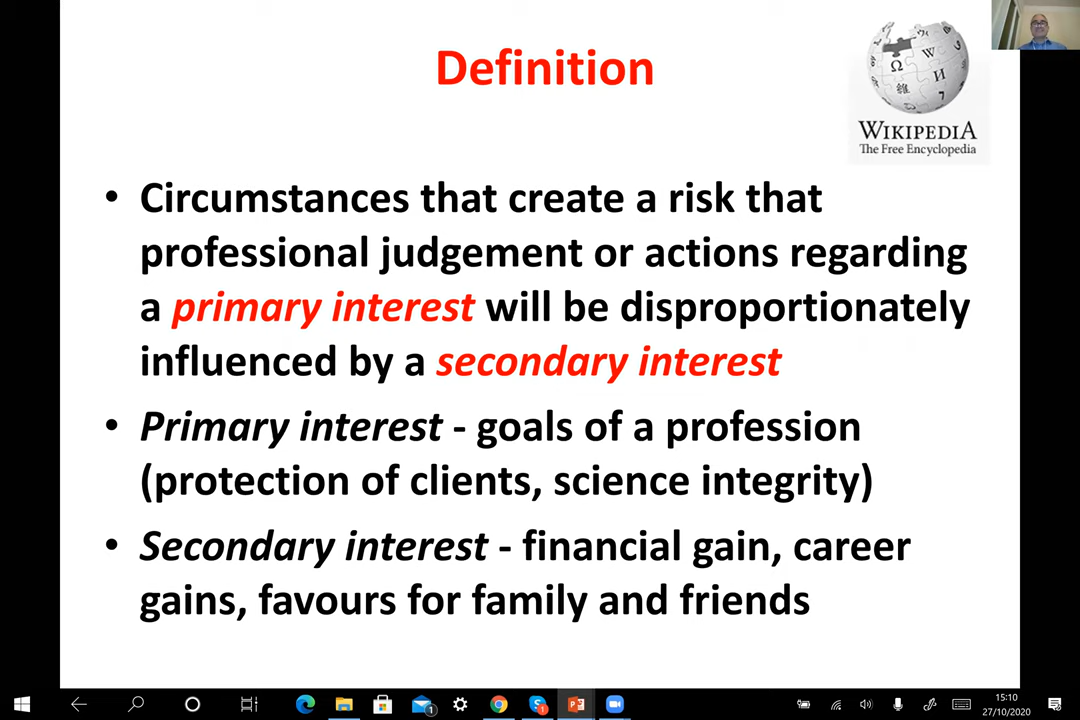 Definition
WIKIPEDIA
The Free Encyclopedia
• Circumstances that create a risk that
professional judgement or actions regarding
a primary interest will be disproportionately
influenced by a secondary interest
• Primary interest - goals of a profession
(protection of clients, science integrity)
• Secondary interest - financial gain, career
gains, favours for family and friends
15:10
27/10/2020